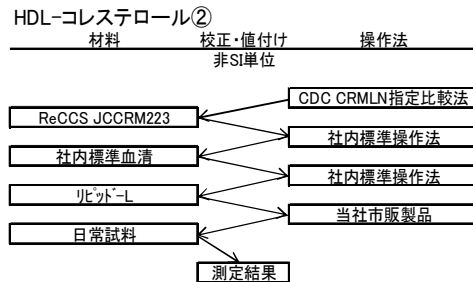 HDL-コレステロール②
材料 校正・値付け 操作法
非SI単位
CDC CRMLN指定比較法
ReCCS JCCRM223
社内標準操作法
社内標準血清
社内標準操作法
ﾘﾋﾟｯﾄﾞ-L
当社市販製品
日常試料
測定結果